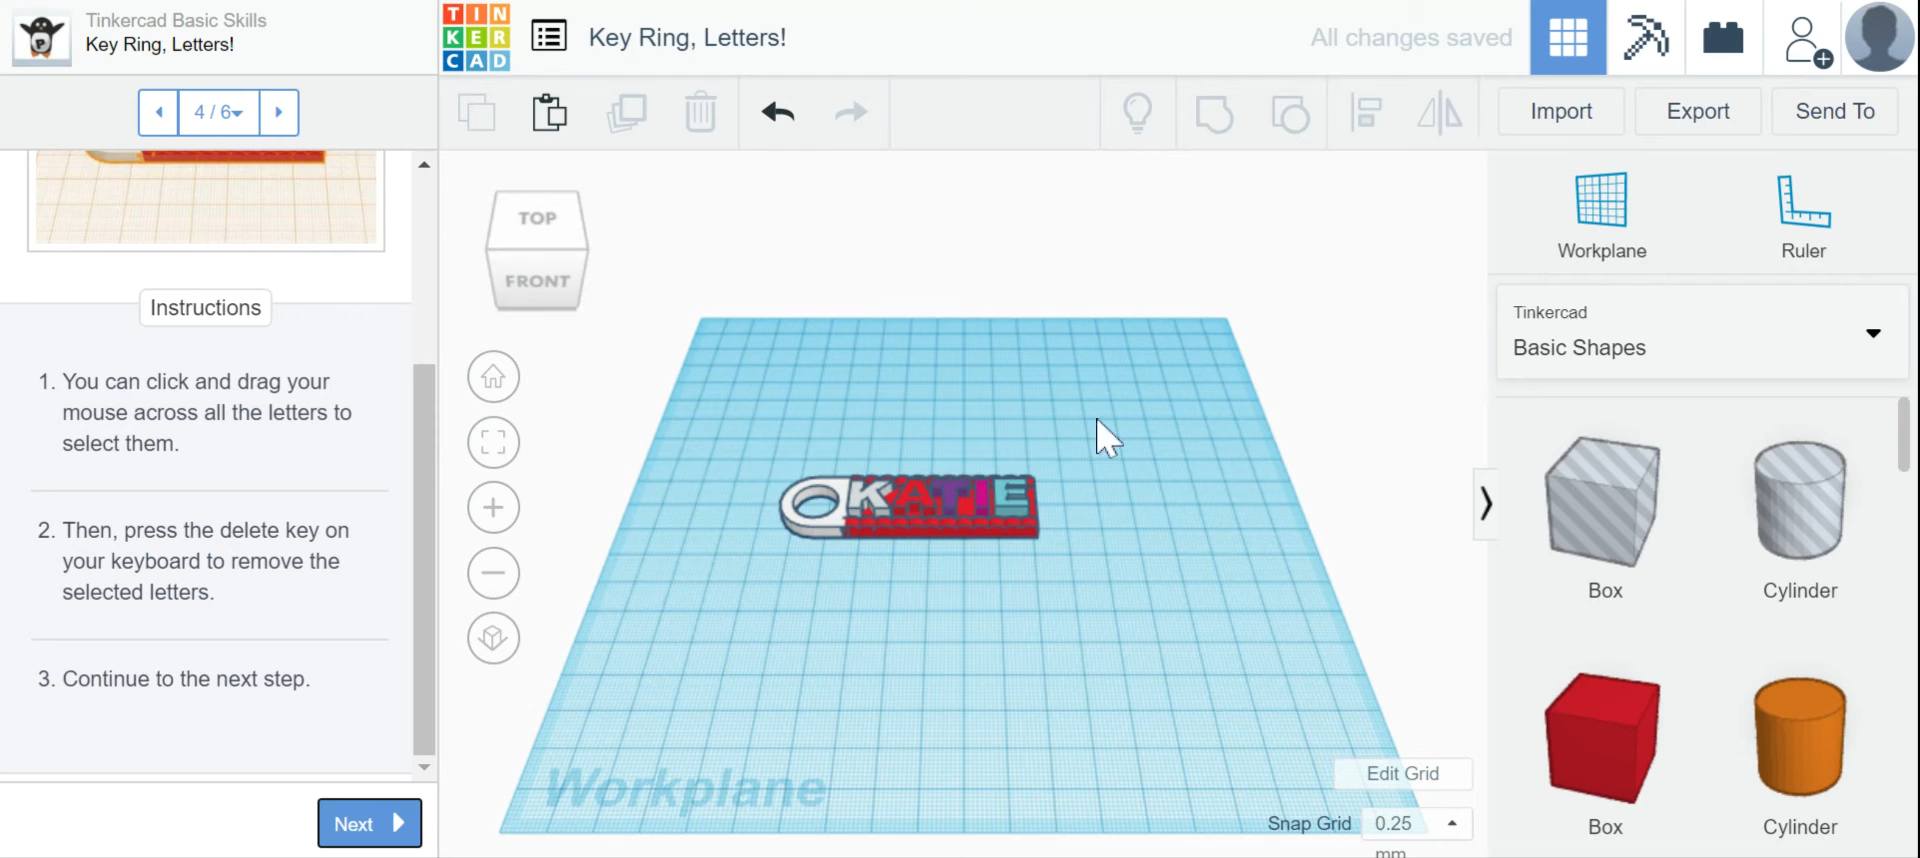 Tinkercad Basic Skills
Key Ring, Letters!
4 / 6
Instructions
1. You can click and drag your
mouse across all the letters to
select them.
2. Then, press the delete key on
your keyboard to remove the
selected letters.
3. Continue to the next step.
Next
TIN
KER
CAD
Key Ring, Letters!
All changes saved
Import
Export
Send To
TOP
FRONT
KATIE
Workplane
Edit Grid
Snap Grid 0.25
mm
Workplane
Ruler
Tinkercad
Basic Shapes
Box
Cylinder
Box
Cylinder